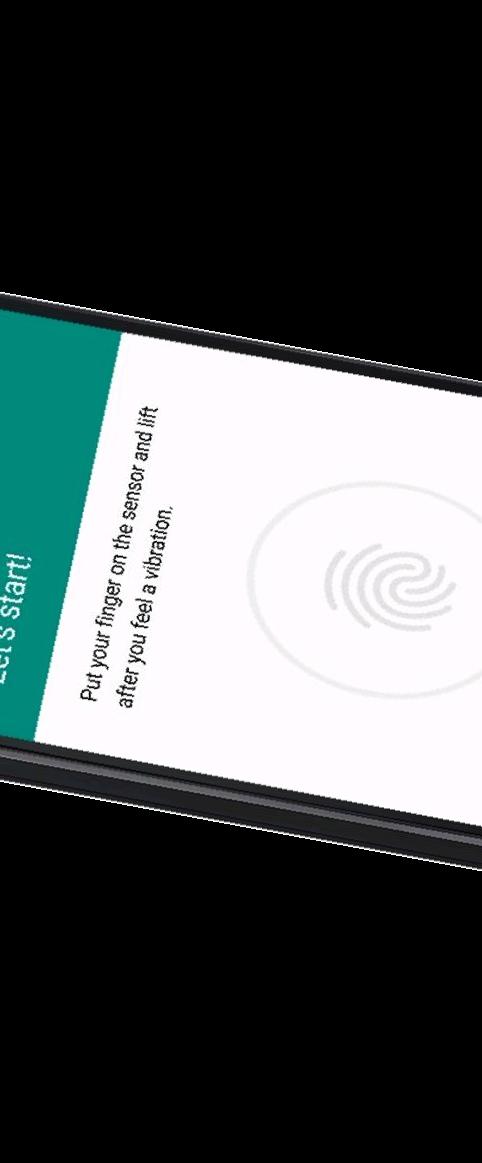 Let's start!
Put your finger on the sensor and lift
after you feel a vibration.